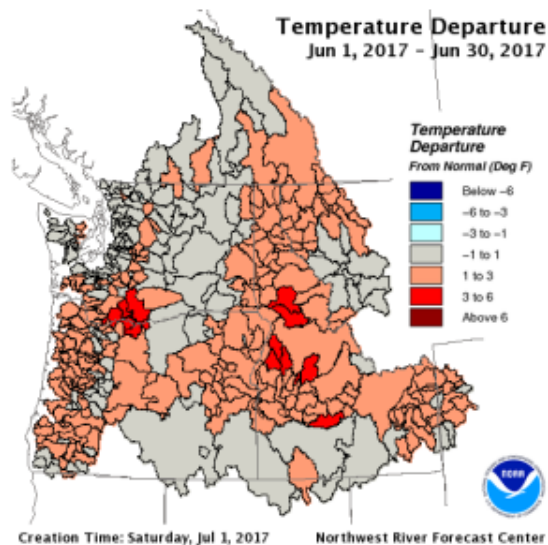 Temperature Departure
Jun 1, 2017 - Jun 30, 2017
Temperature
Departure
From Normal (Deg F)
Below -6
-6 to -3
-3 to -1
-1 to 1
1 to 3
3 to 6
Above 6
NOAA
Creation Time: Saturday, Jul 1, 2017
Northwest River Forecast Center